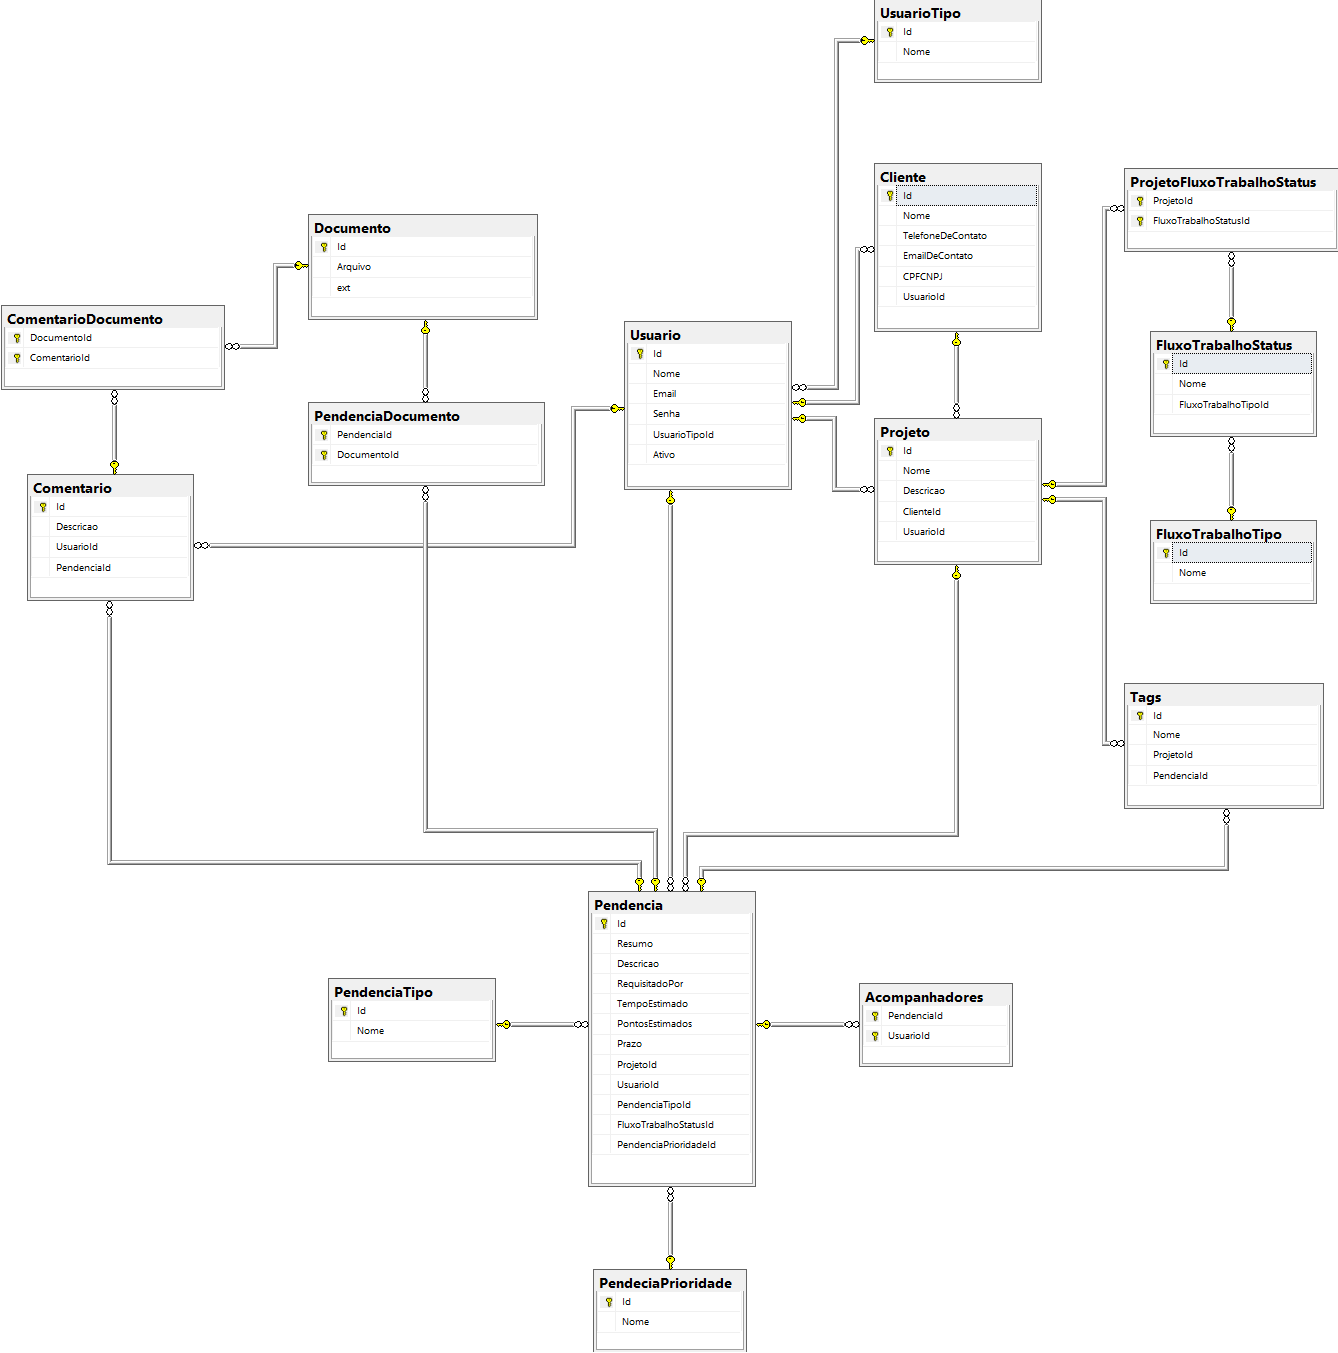 UsuarioTipo
Id
Nome
Cliente
Id
Nome
TelefoneDeContato
EmailDeContato
CPFCNPJ
UsuarioId
ProjetoFluxoTrabalhoStatus
ProjetoId
FluxoTrabalhoStatusId
Documento
Id
Arquivo
ext
ComentarioDocumento
DocumentoId
ComentarioId
Usuario
Id
Nome
Email
Senha
UsuarioTipoId
Ativo
FluxoTrabalhoStatus
Id
Nome
FluxoTrabalhoTipoId
PendenciaDocumento
PendenciaId
DocumentoId
Projeto
Id
Nome
Descricao
ClienteId
UsuarioId
Comentario
Id
Descricao
UsuarioId
PendenciaId
FluxoTrabalhoTipo
Id
Nome
Tags
Id
Nome
ProjetoId
PendenciaId
Pendencia
Id
Resumo
Descricao
RequisitadoPor
TempoEstimado
PontosEstimados
Prazo
ProjetoId
UsuarioId
PendenciaTipoId
FluxoTrabalhoStatusId
PendenciaPrioridadeId
PendenciaTipo
Id
Nome
Acompanhadores
PendenciaId
UsuarioId
PendeciaPrioridade
Id
Nome